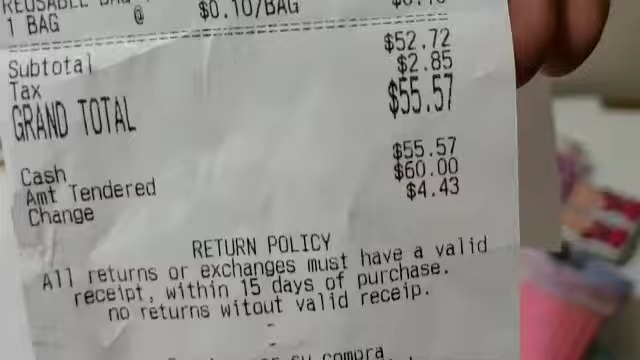 REUSABLE BAG
1 BAG @ $0.10/BAG
Subtotal $52.72
Tax $2.85
GRAND TOTAL $55.57
Cash $55.57
Amt Tendered $60.00
Change $4.43
RETURN POLICY
All returns or exchanges must have a valid
receipt, within 15 days of purchase.
no returns witout valid receip.
su compra